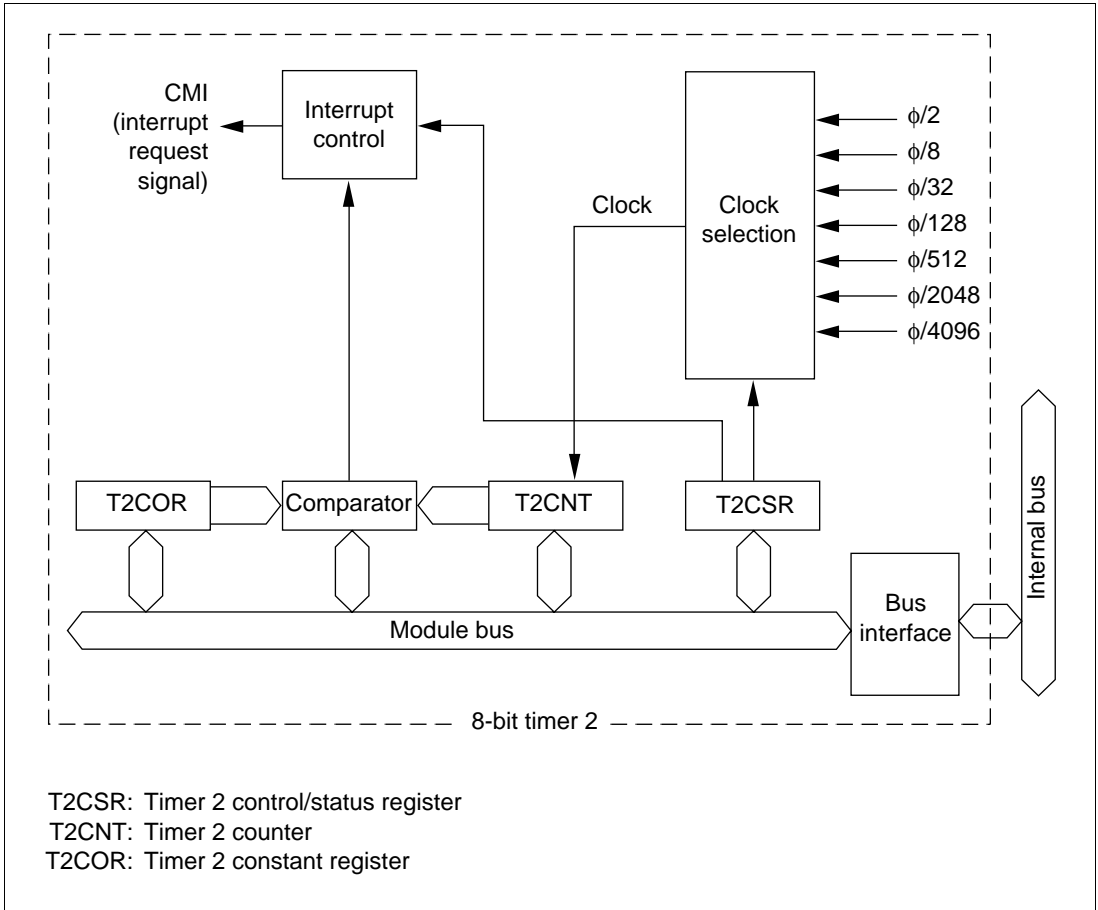 CMI
(interrupt
request
signal)
Interrupt
control
Clock
Clock
selection
ϕ/2
ϕ/8
ϕ/32
ϕ/128
ϕ/512
ϕ/2048
ϕ/4096
T2COR
Comparator
T2CNT
T2CSR
Module bus
Bus
interface
Internal bus
8-bit timer 2
T2CSR: Timer 2 control/status register
T2CNT: Timer 2 counter
T2COR: Timer 2 constant register